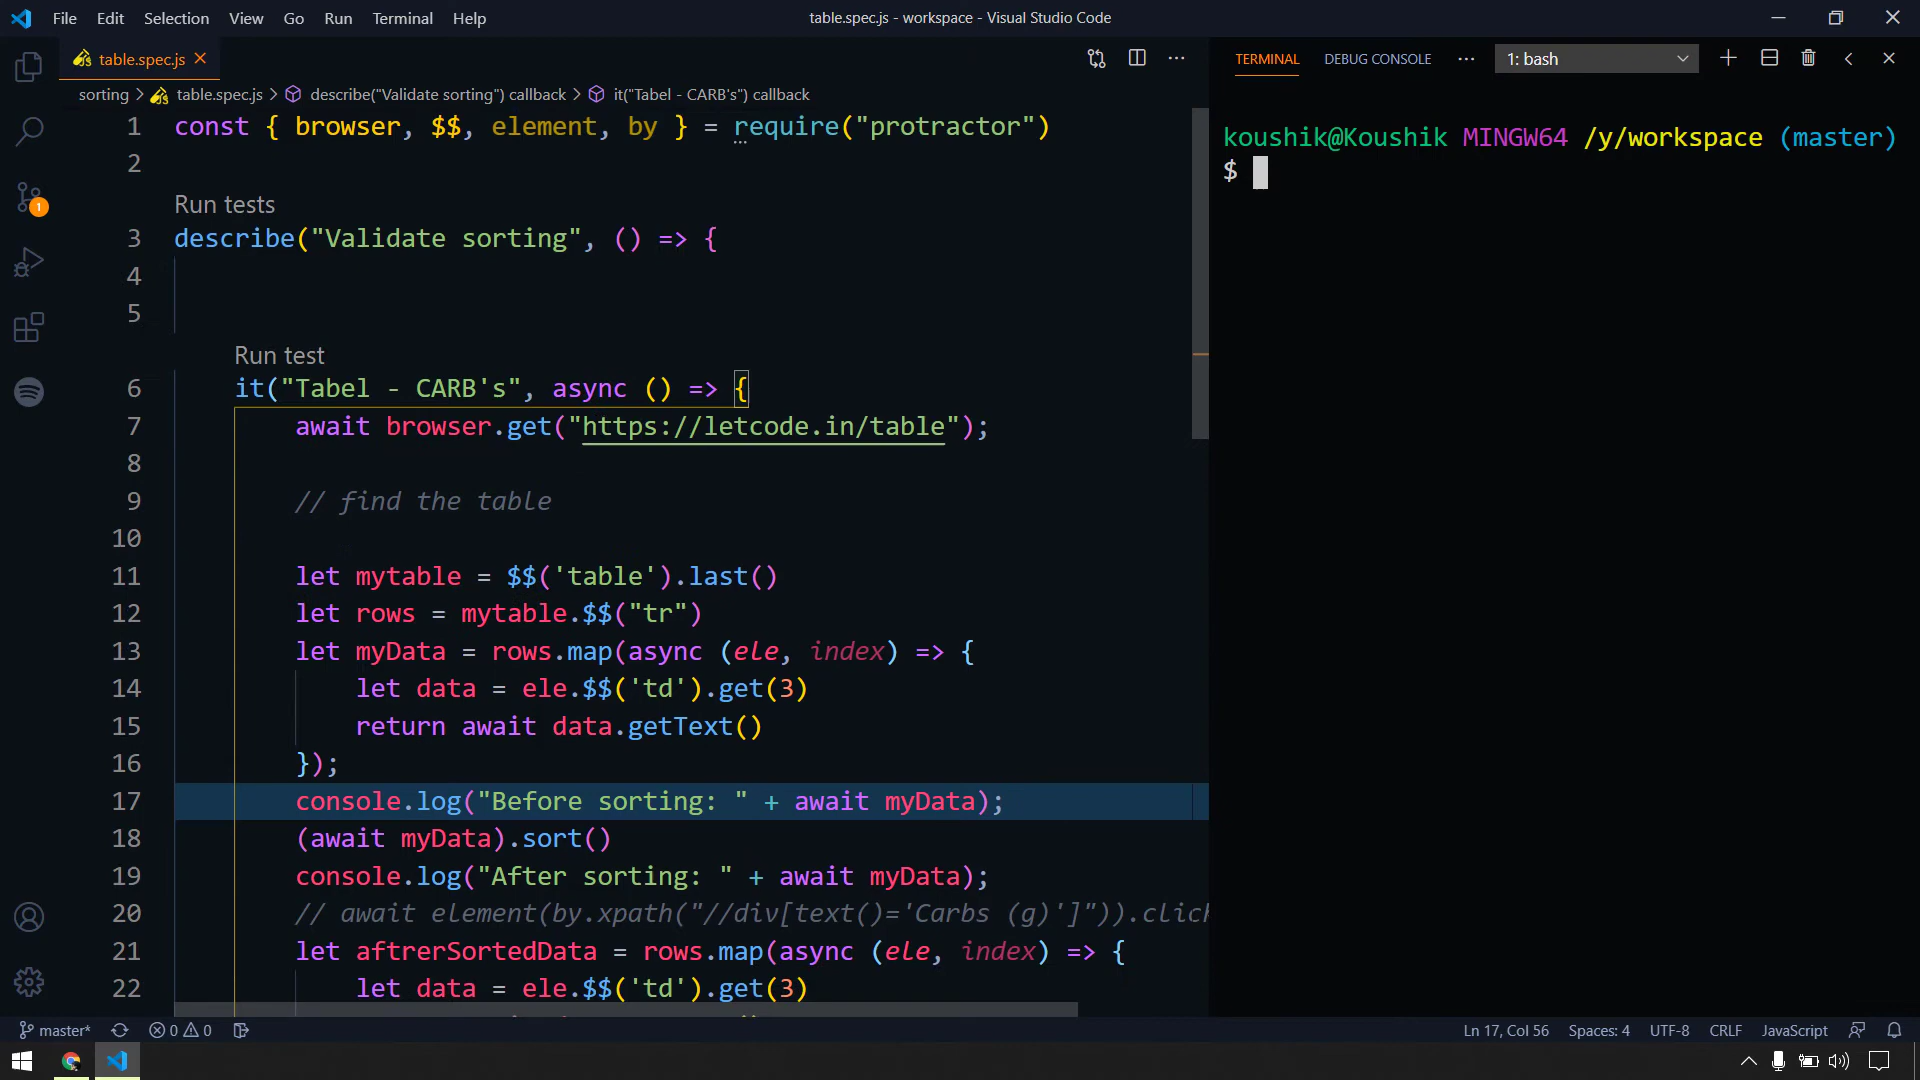 File Edit Selection View Go Run Terminal Help
table.spec.js - workspace - Visual Studio Code
table.spec.js
TERMINAL DEBUG CONSOLE 1: bash
sorting > table.spec.js > describe("Validate sorting") callback > it("Tabel - CARB's") callback
1 const { browser, $$, element, by } = require("protractor")
2
Run tests
3 describe("Validate sorting", () => {
4
5
Run test
6 it("Tabel - CARB's", async () => {
7 await browser.get("https://letcode.in/table");
8
9 // find the table
10
11 let mytable = $$('table').last()
12 let rows = mytable.$$("tr")
13 let myData = rows.map(async (ele, index) => {
14 let data = ele.$$('td').get(3)
15 return await data.getText()
16 });
17 console.log("Before sorting: " + await myData);
18 (await myData).sort()
19 console.log("After sorting: " + await myData);
20 // await element(by.xpath("//div[text()='Carbs (g)']")).click
21 let aftrerSortedData = rows.map(async (ele, index) => {
22 let data = ele.$$('td').get(3)
koushik@Koushik MINGW64 /y/workspace (master)
$
1
master* 0 0
Ln 17, Col 56 Spaces: 4 UTF-8 CRLF JavaScript